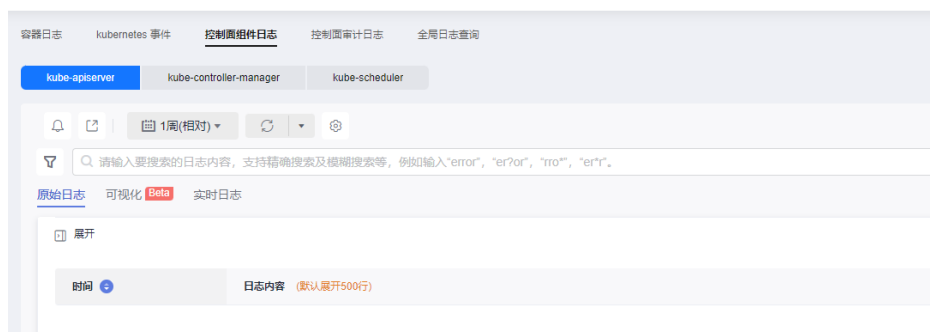 容器日志 kubernetes 事件 控制面组件日志 控制面审计日志 全局日志查询
kube-apiserver kube-controller-manager kube-scheduler
1周(相对)
请输入要搜索的日志内容，支持精确搜索及模糊搜索等，例如输入"error"，"er?or"，"rro*"，"er*r"。
原始日志 可视化 Beta 实时日志
展开
时间 日志内容 (默认展开500行)